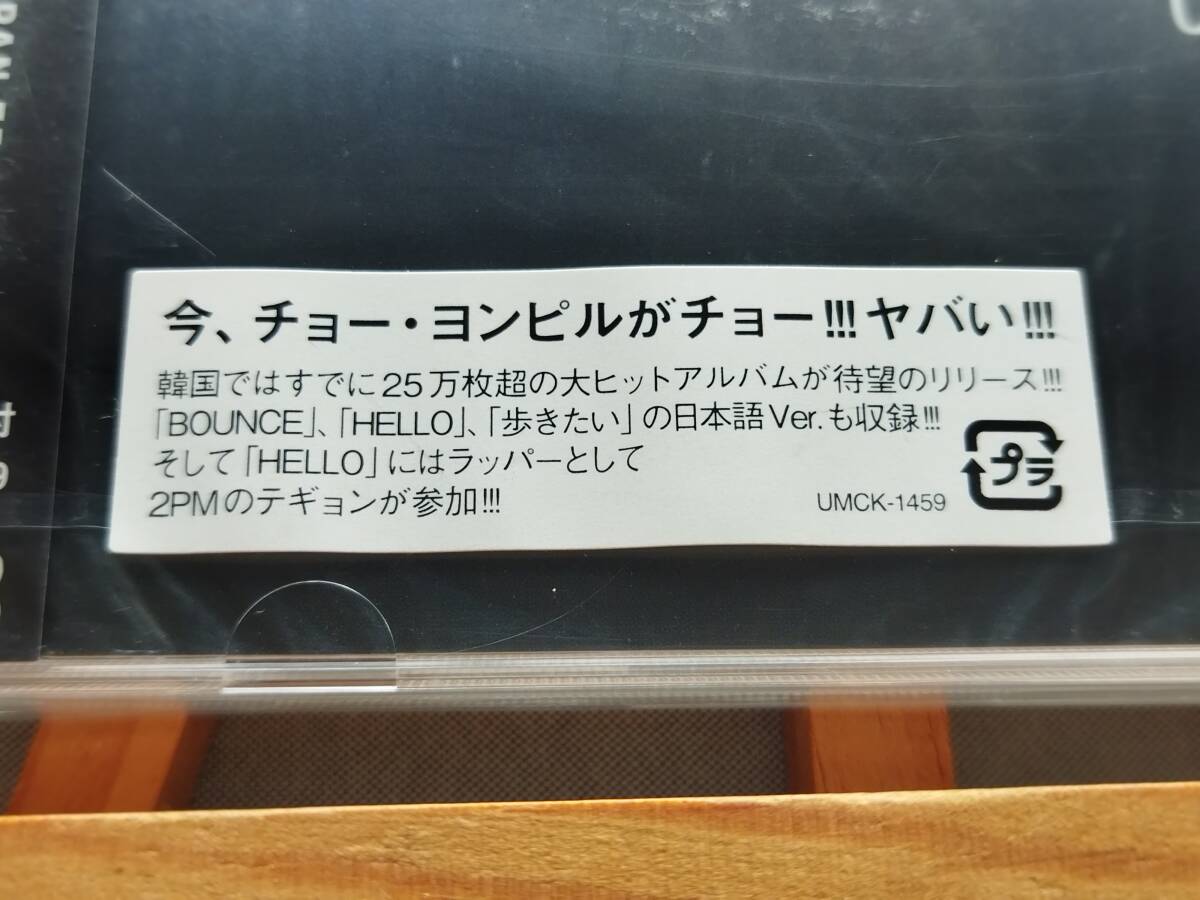 今、チョー・ヨンピルがチョー!!!ヤバい!!!
韓国ではすでに25万枚超の大ヒットアルバムが待望のリリース!!!
「BOUNCE」、「HELLO」、「歩きたい」の日本語Ver.も収録!!!
そして「HELLO」にはラッパーとして
2PMのテギョンが参加!!!
UMCK-1459
プラ